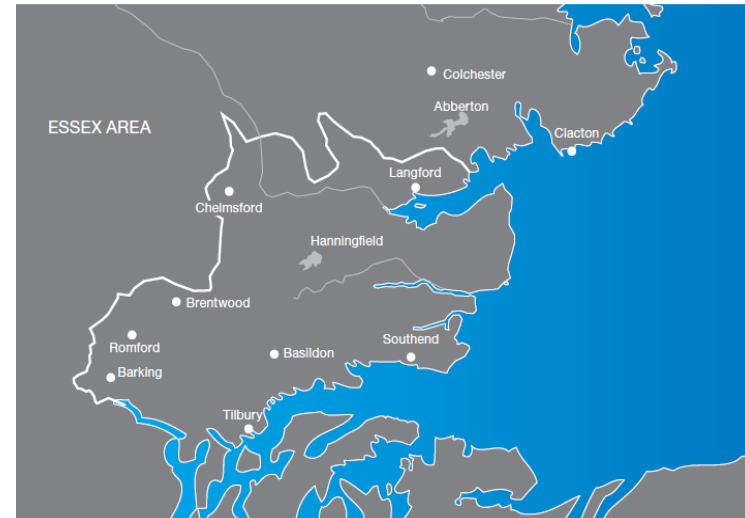 Colchester
Abberton
ESSEX AREA
Clacton
Langford
Chelmsford
Hanningfield
Brentwood
Romford
Basildon
Southend
Barking
Tilbury